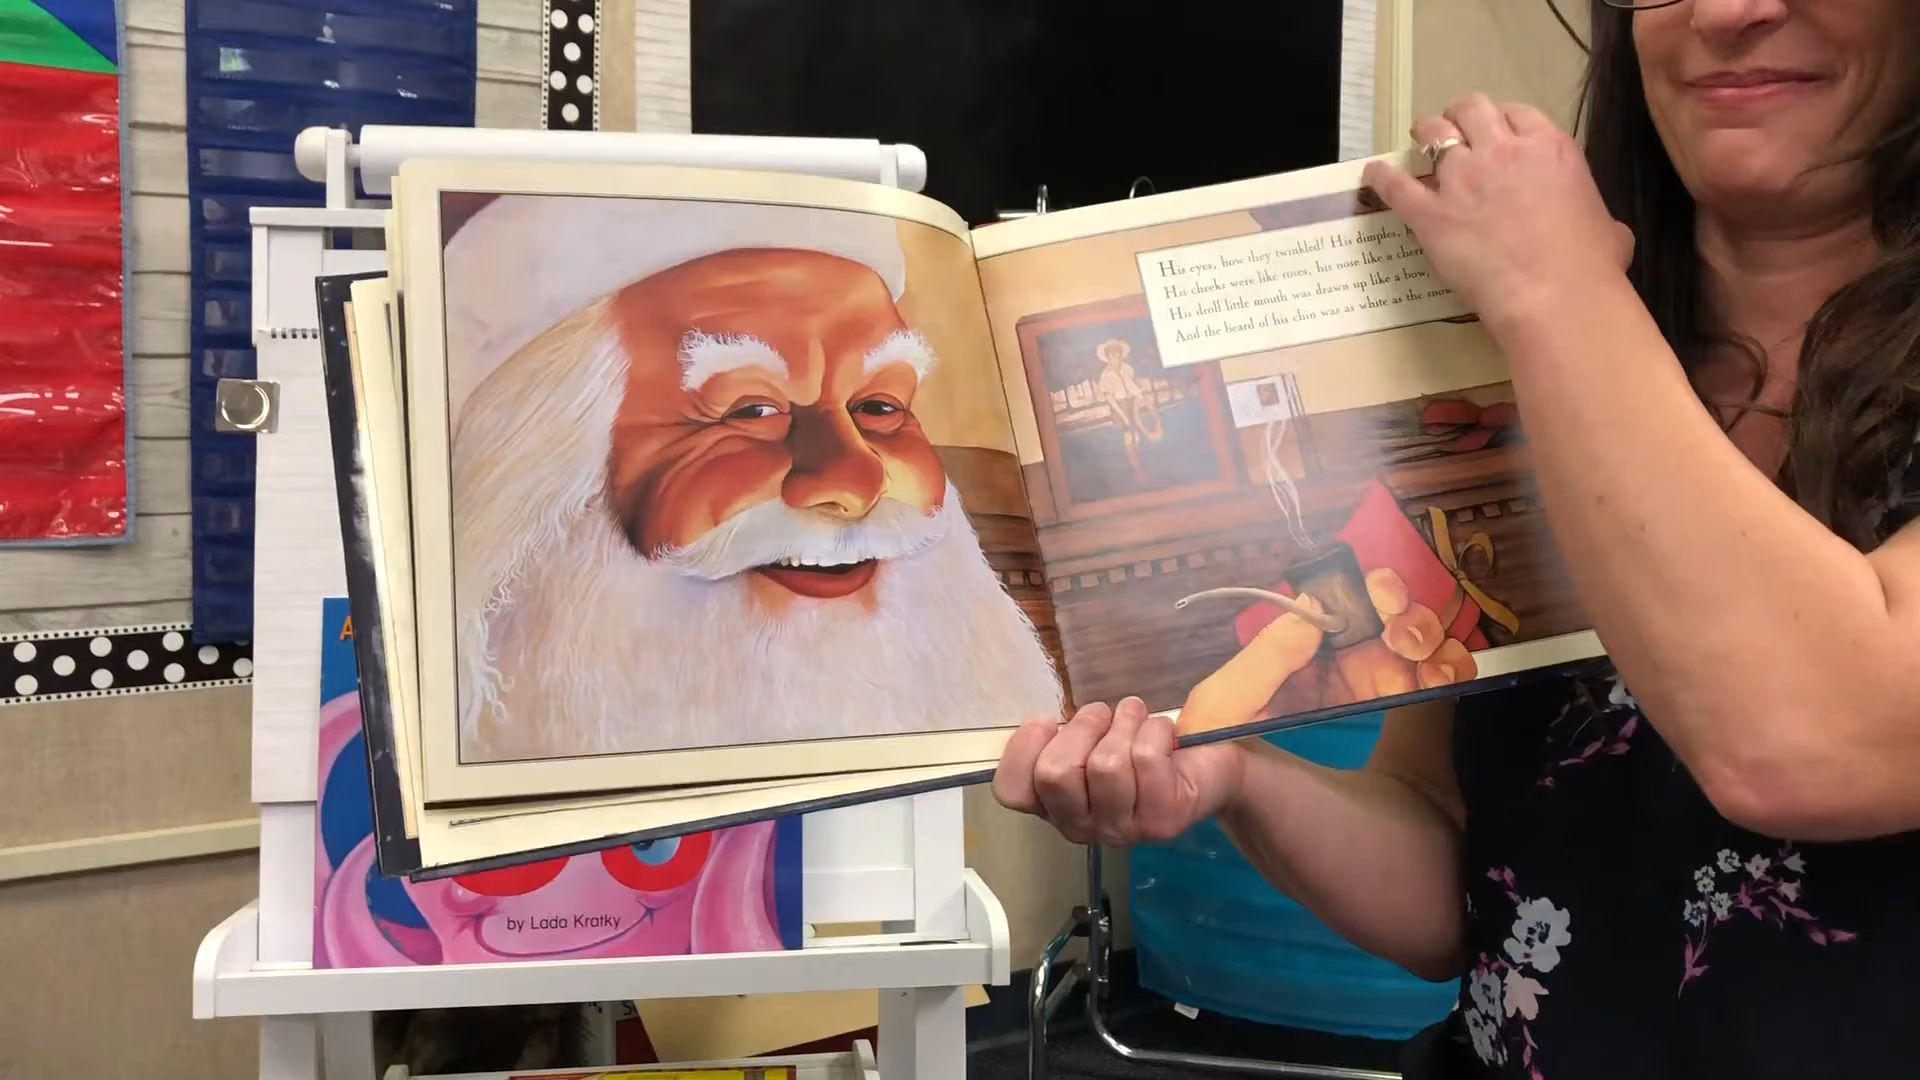 His eyes, how they twinkled! His dimples,
His cheeks were like roses, his nose like a
His droll little mouth was drawn up like a bow,
And the beard of his chin was as white as the snow
by Lada Kratky
A